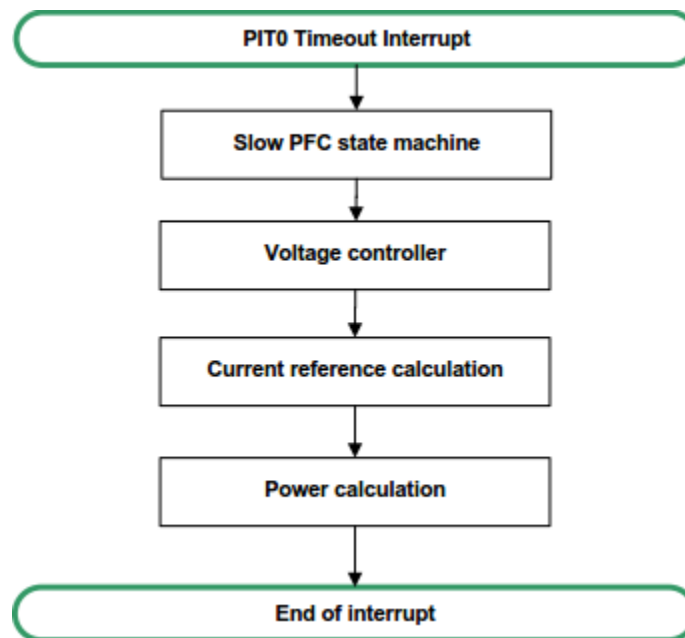 PIT0 Timeout Interrupt
Slow PFC state machine
Voltage controller
Current reference calculation
Power calculation
End of interrupt